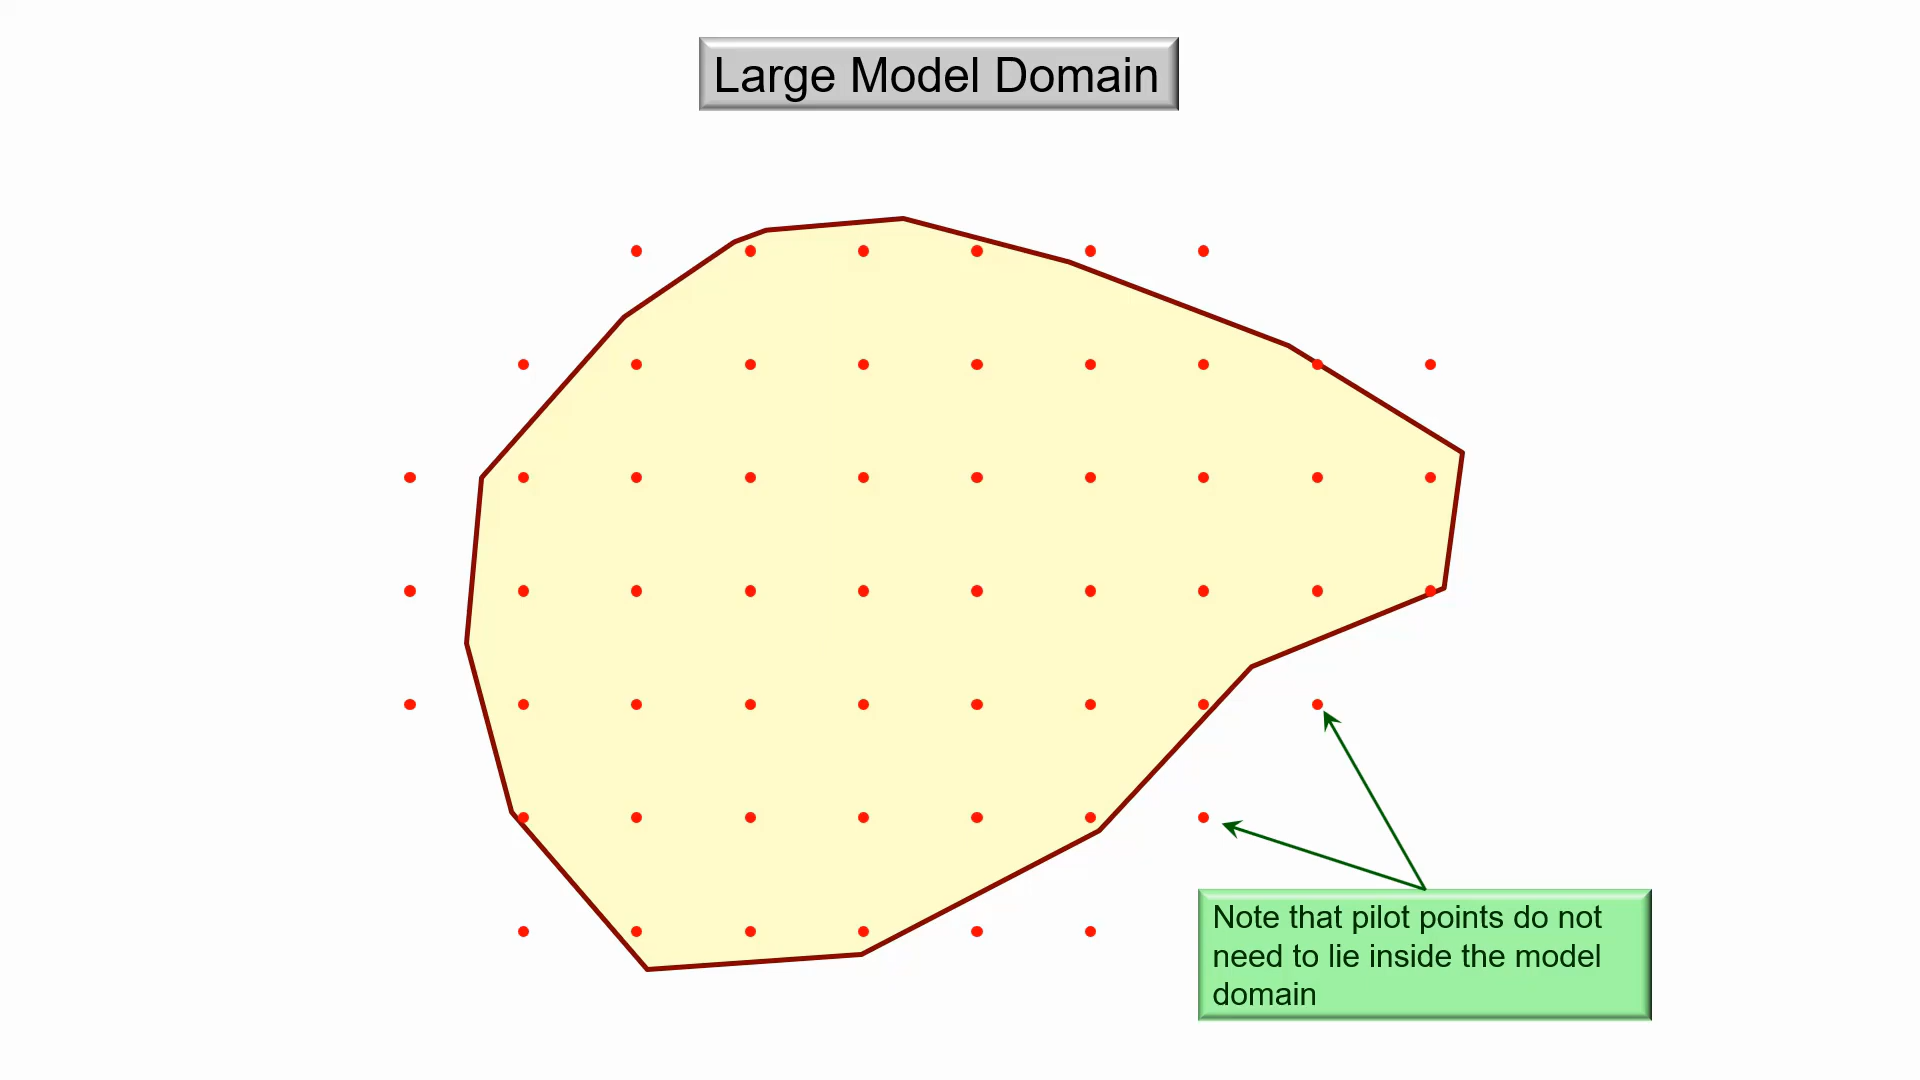 Large Model Domain
Note that pilot points do not
need to lie inside the model
domain